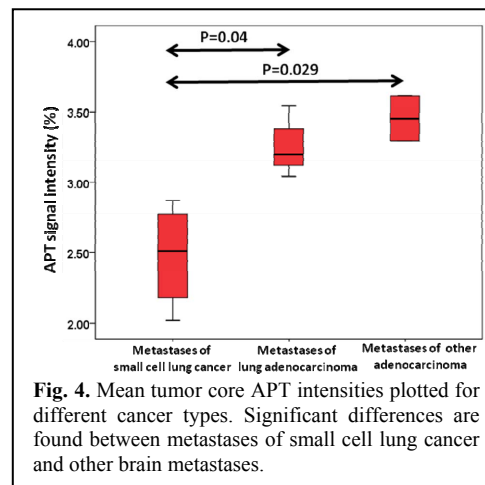 4.00
3.50
3.00
2.50
2.00
APT signal intensity (%)
P=0.04
P=0.029
Metastases of
small cell lung cancer
Metastases of
lung adenocarcinoma
Metastases of other
adenocarcinoma
Fig. 4. Mean tumor core APT intensities plotted for
different cancer types. Significant differences are
found between metastases of small cell lung cancer
and other brain metastases.